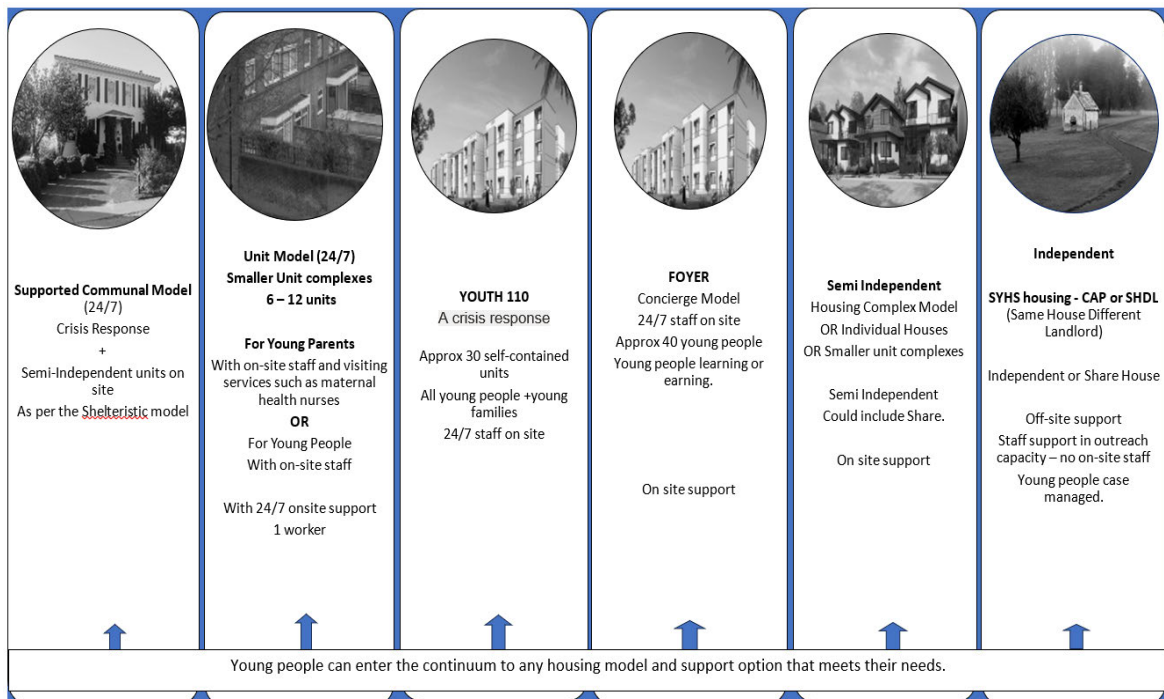 Supported Communal Model
(24/7)
Crisis Response
+
Semi-Independent units on
site
As per the Shelteristic model
Unit Model (24/7)
Smaller Unit complexes
6 – 12 units
For Young Parents
With on-site staff and visiting
services such as maternal
health nurses
OR
For Young People
With on-site staff
With 24/7 onsite support
1 worker
YOUTH 110
A crisis response
Approx 30 self-contained
units
All young people +young
families
24/7 staff on site
FOYER
Concierge Model
24/7 staff on site
Approx 40 young people
Young people learning or
earning.
On site support
Semi Independent
Housing Complex Model
OR Individual Houses
OR Smaller unit complexes
Semi Independent
Could include Share.
On site support
Independent
SYHS housing - CAP or SHDL
(Same House Different
Landlord)
Independent or Share House
Off-site support
Staff support in outreach
capacity – no on-site staff
Young people case
managed.
Young people can enter the continuum to any housing model and support option that meets their needs.